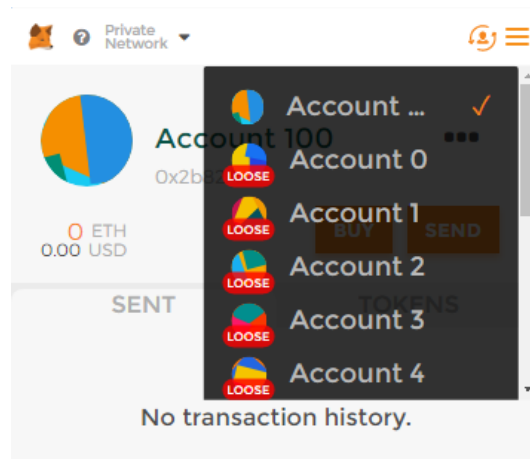 Private
Network
Account ...
Account 100
Account 0
0x2b82
LOOSE
Account 1
LOOSE
0 ETH
BUY
SEND
0.00 USD
Account 2
LOOSE
SENT
TOKENS
Account 3
LOOSE
Account 4
LOOSE
No transaction history.